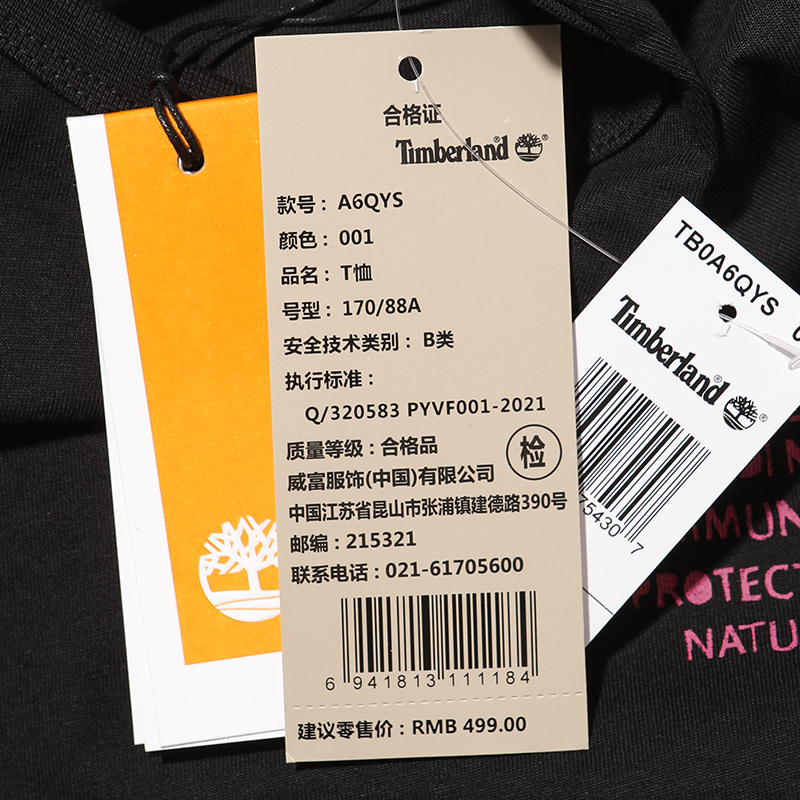 合格证
Timberland®
款号：A6QYS
颜色：001
品名：T恤
号型：170/88A
安全技术类别：B类
执行标准：
Q/320583 PYVF001-2021
质量等级：合格品
检
威富服饰(中国)有限公司
中国江苏省昆山市张浦镇建德路390号
邮编：215321
联系电话：021-61705600
6 941813 111184
建议零售价：RMB 499.00
TB0A6QYS 0
Timberland®
75430 7
MMUN
PROTECT
NATU